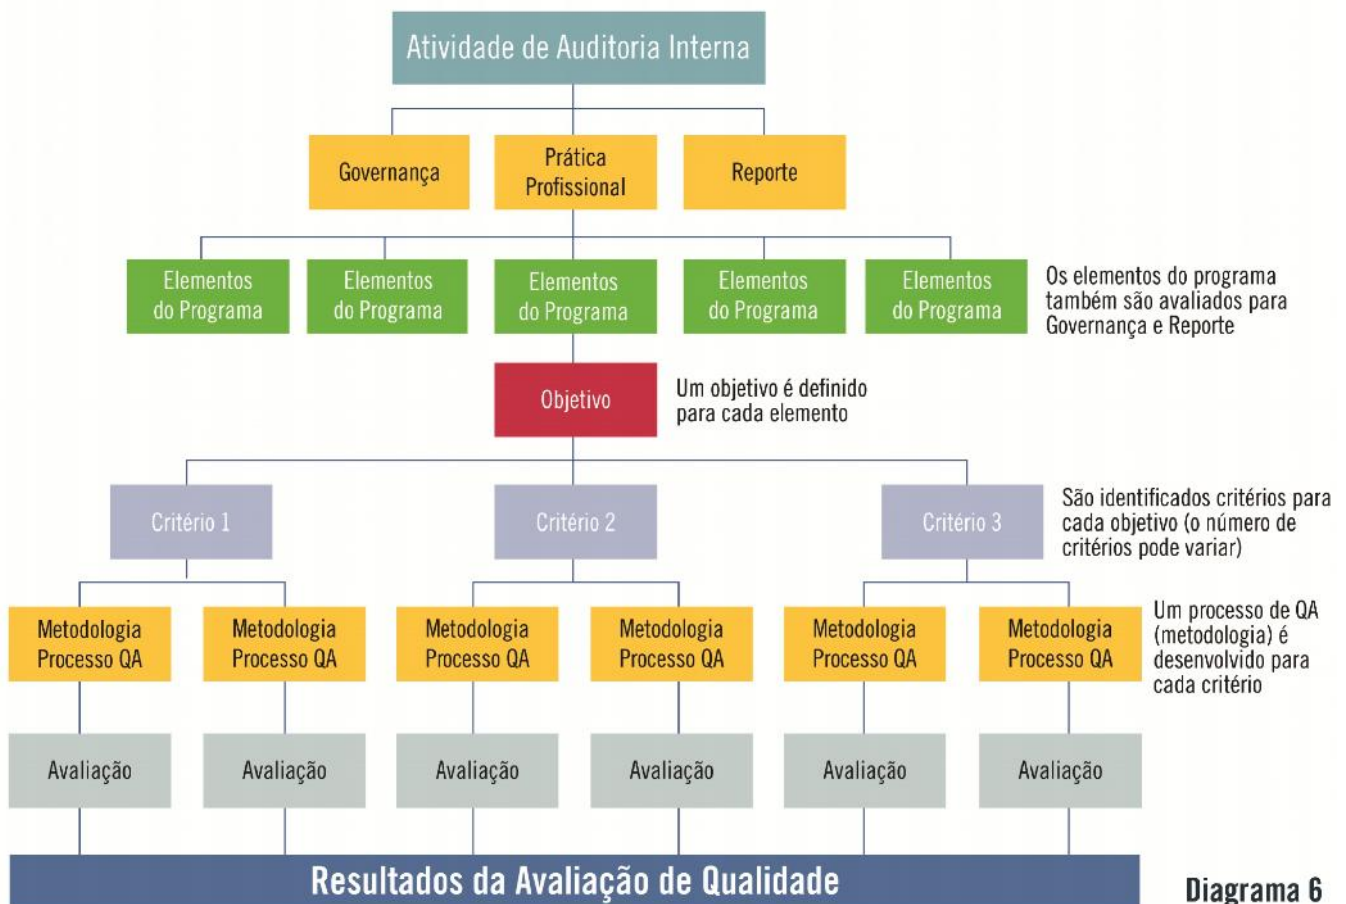 Atividade de Auditoria Interna
Governança
Prática
Profissional
Reporte
Elementos
do Programa
Elementos
do Programa
Elementos
do Programa
Elementos
do Programa
Elementos
do Programa
Os elementos do programa
também são avaliados para
Governança e Reporte
Objetivo
Um objetivo é definido
para cada elemento
Critério 1
Critério 2
Critério 3
São identificados critérios para
cada objetivo (o número de
critérios pode variar)
Metodologia
Processo QA
Metodologia
Processo QA
Metodologia
Processo QA
Metodologia
Processo QA
Metodologia
Processo QA
Metodologia
Processo QA
Um processo de QA
(metodologia) é
desenvolvido para
cada critério
Avaliação
Avaliação
Avaliação
Avaliação
Avaliação
Avaliação
Resultados da Avaliação de Qualidade
Diagrama 6